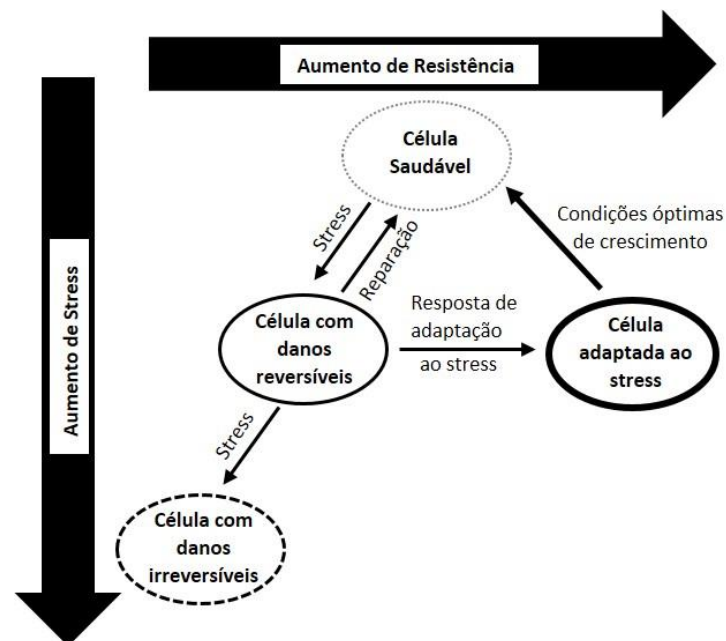 Aumento de Resistência
Aumento de Stress
Célula
Saudável
Stress
Reparação
Condições óptimas
de crescimento
Célula com
danos
reversíveis
Resposta de
adaptação
ao stress
Célula
adaptada ao
stress
Stress
Célula com
danos
irreversíveis